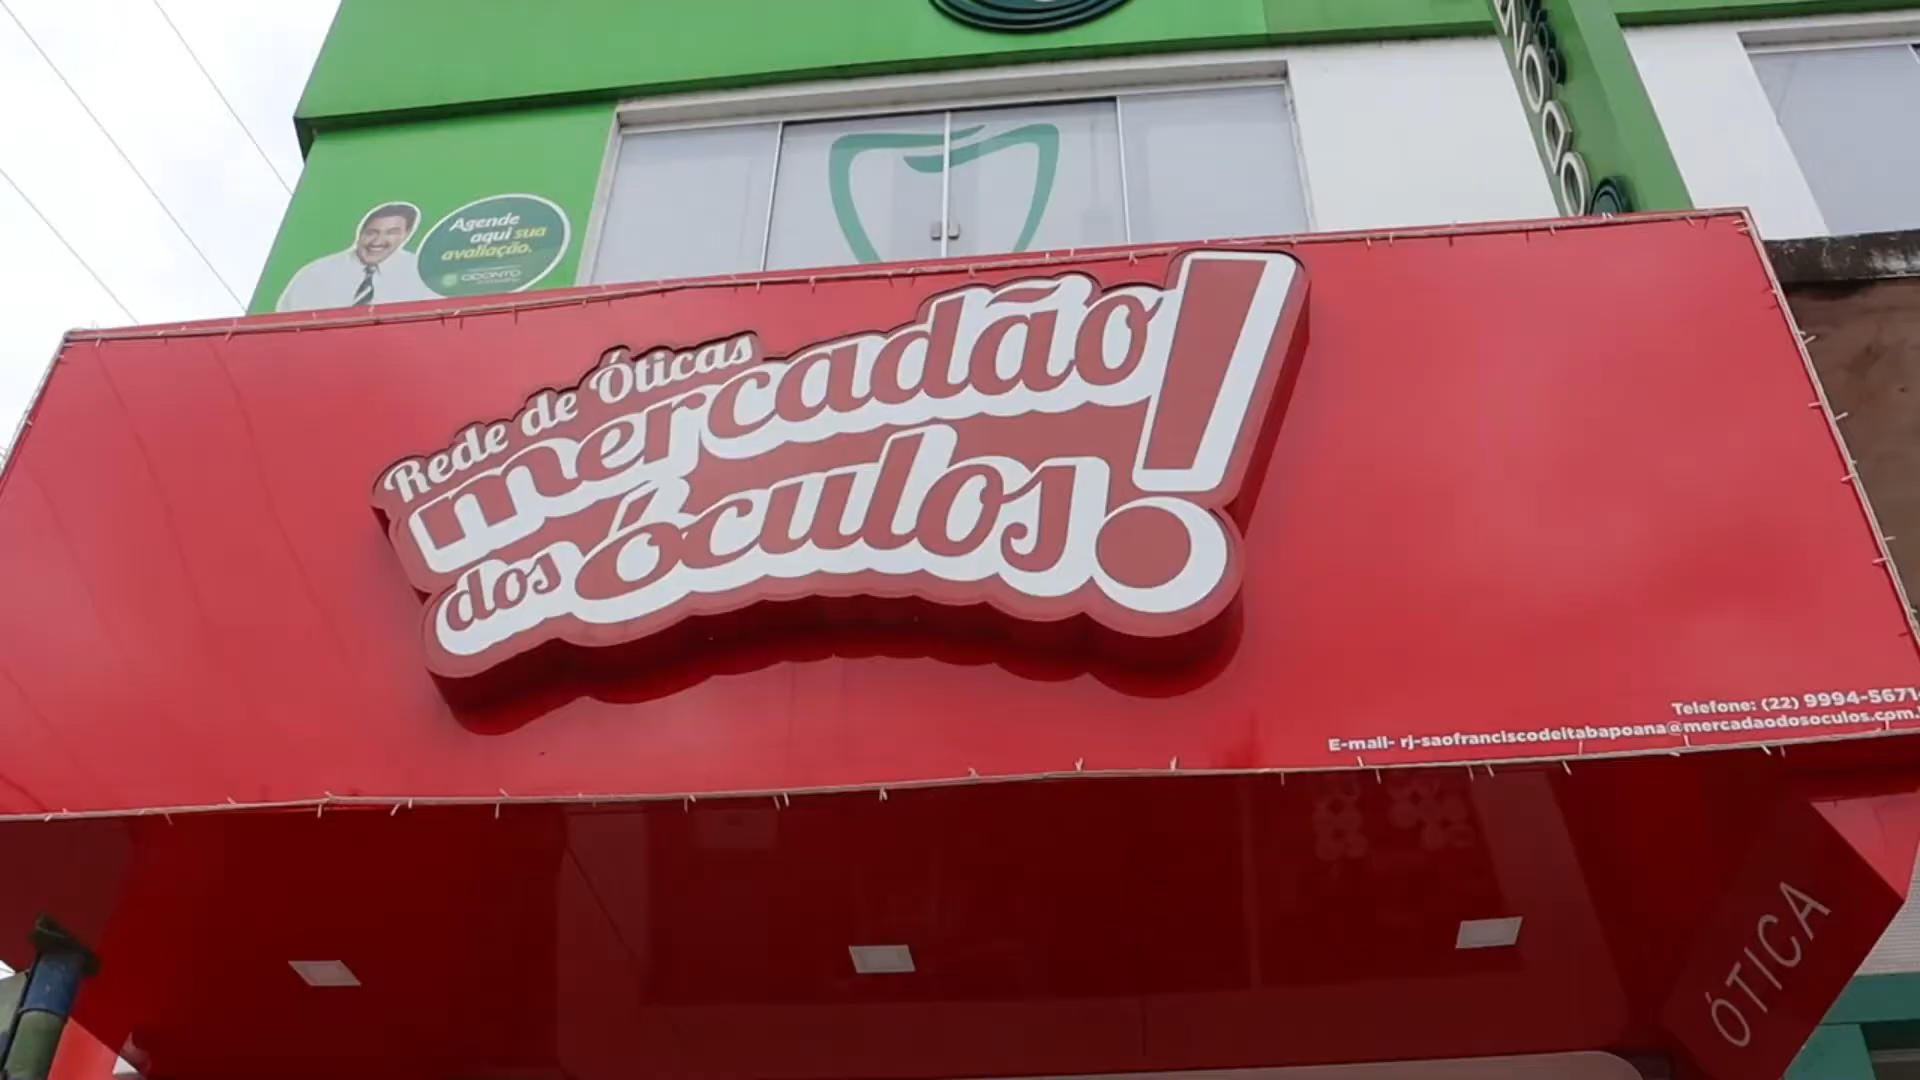 Agende
aqui sua
avaliação.
ODONTO
Rede de Óticas
mercadão
dos óculos!
Telefone: (22) 9994-5671
E-mail- rj-saofranciscodeitabapoana@mercadaodosoculos.com.
ÓTICA